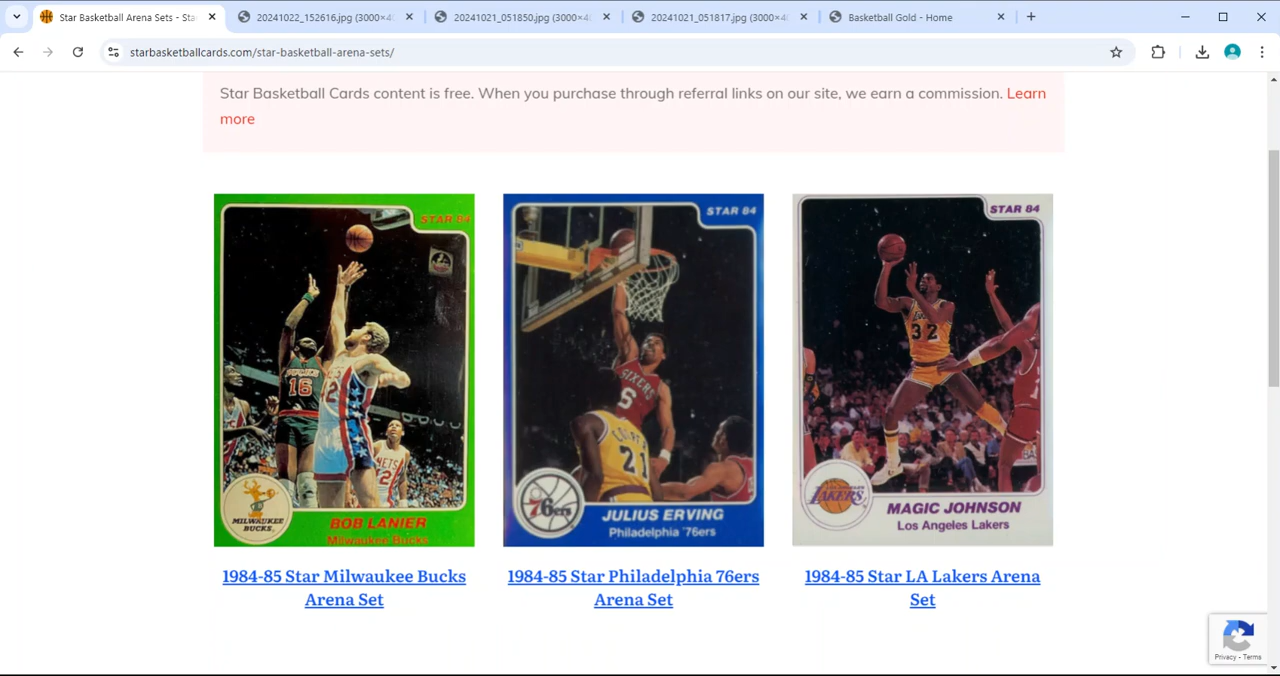 Star Basketball Arena Sets - Sta
20241022_152616.jpg (3000×4
20241021_051850.jpg (3000×4
20241021_051817.jpg (3000×4
Basketball Gold - Home
starbasketballcards.com/star-basketball-arena-sets/
Star Basketball Cards content is free. When you purchase through referral links on our site, we earn a commission. Learn
more
STAR 84
STAR 84
STAR 84
BUCKS
16
SIXERS
6
21
32
NETS
MILWAUKEE
BUCKS.
BOB LANIER
Milwaukee Bucks
76ers
JULIUS ERVING
Philadelphia '76ers
LAKERS
MAGIC JOHNSON
Los Angeles Lakers
1984-85 Star Milwaukee Bucks
Arena Set
1984-85 Star Philadelphia 76ers
Arena Set
1984-85 Star LA Lakers Arena
Set
Privacy - Terms